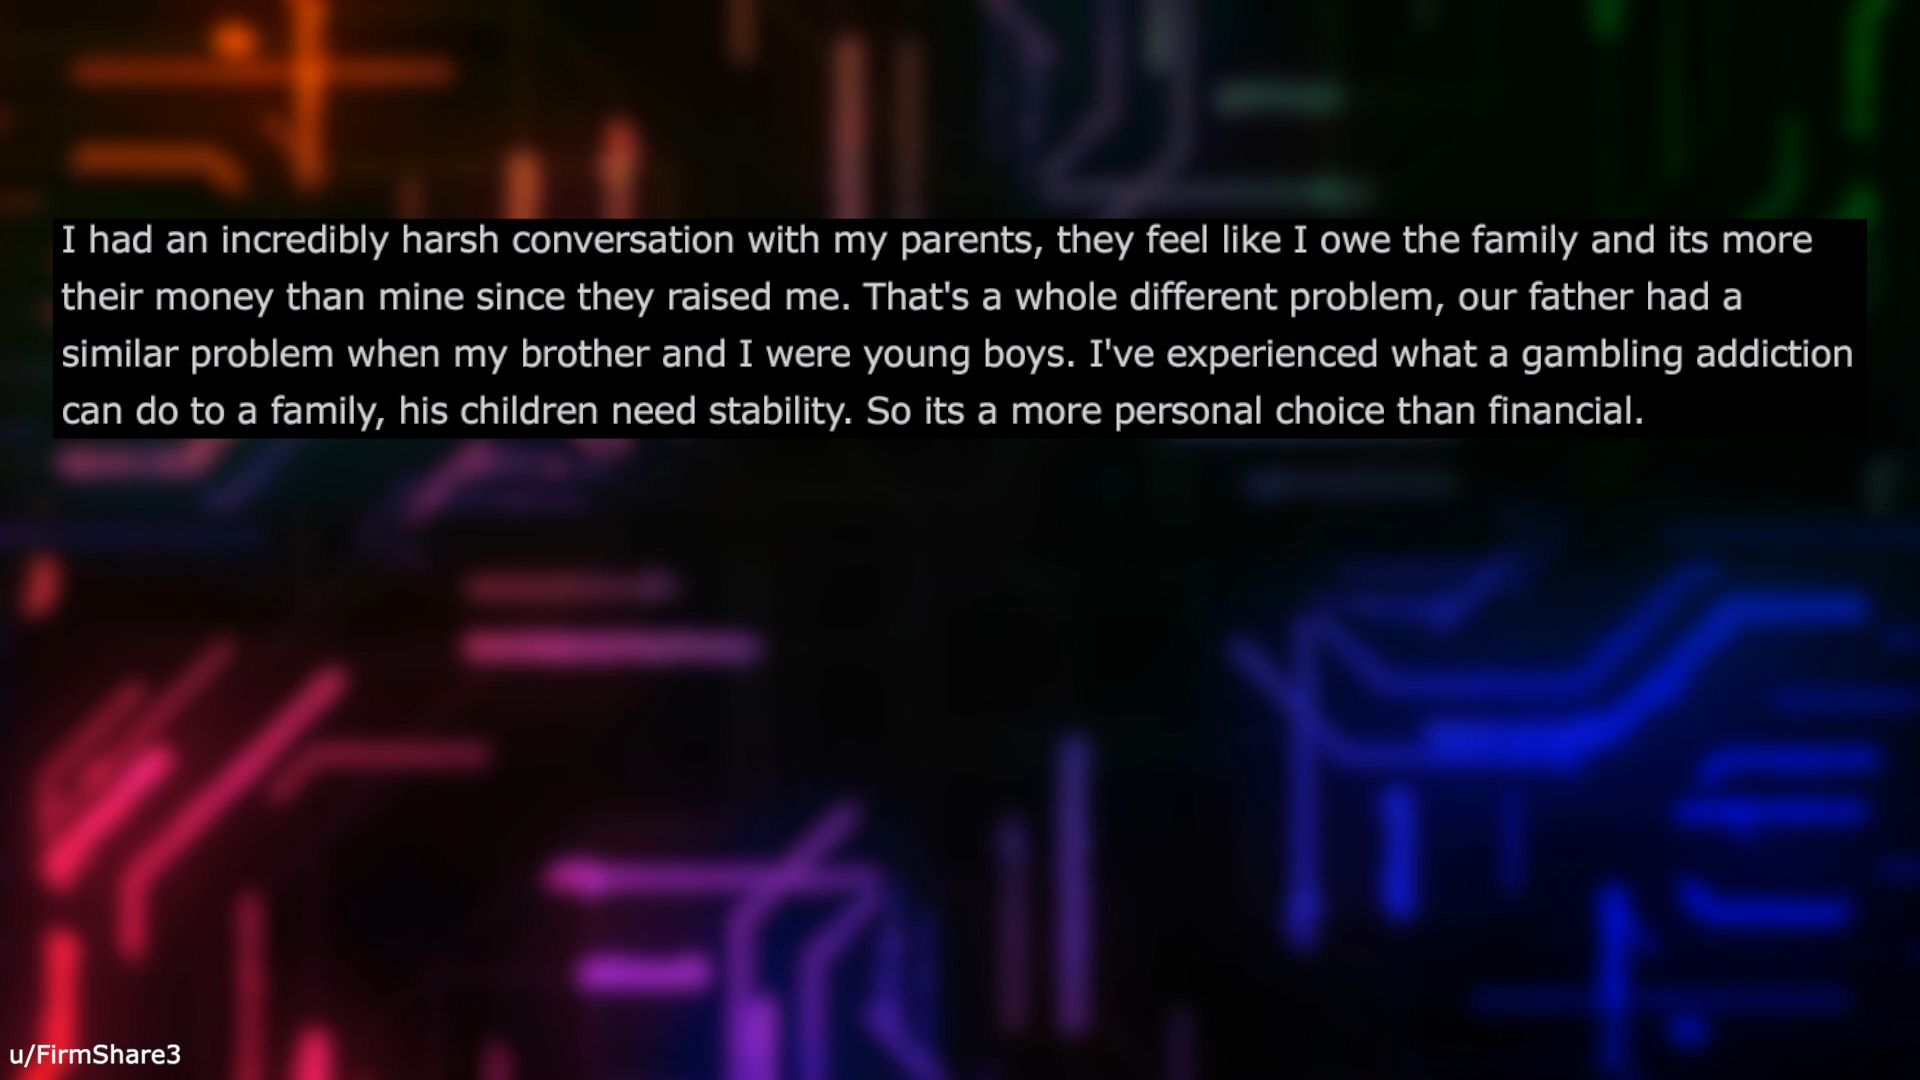 I had an incredibly harsh conversation with my parents, they feel like I owe the family and its more
their money than mine since they raised me. That's a whole different problem, our father had a
similar problem when my brother and I were young boys. I've experienced what a gambling addiction
can do to a family, his children need stability. So its a more personal choice than financial.
u/FirmShare3